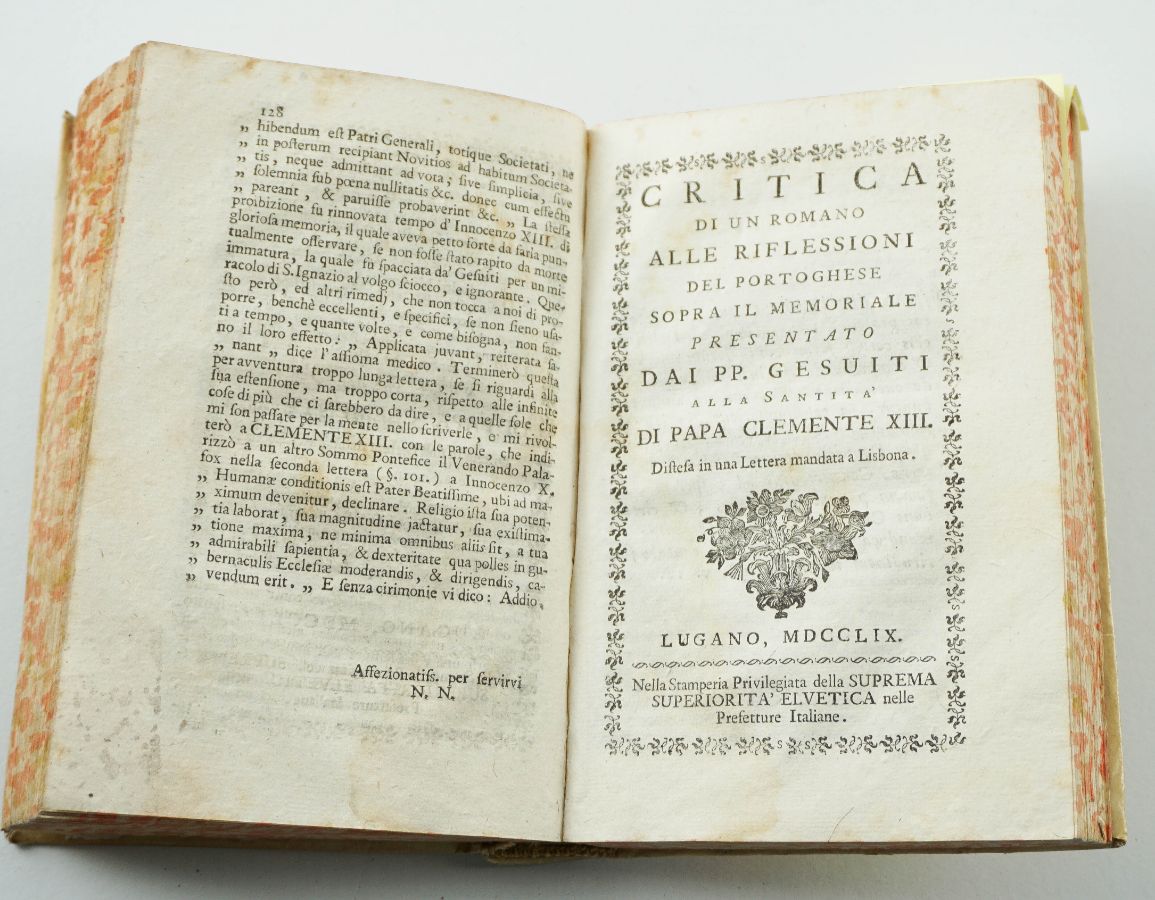 128
„ hibendum eſt Patri Generali, totique Societati, ne
„ in poſterum recipiant Novitios ad habitum Societa-
„ tis, neque admittant ad vota; ſive ſimplicia, ſive
„ ſolemnia ſub pœna nullitatis &c. donec cum effectu
„ pareant, & paruiſſe probaverint &c. „ La ſteſſa
proibizione fu rinnovata tempo d' Innocenzo XIII. di
glorioſa memoria, il quale aveva petto forte da farla pun-
tualmente oſſervare, ſe non foſſe ſtato rapito da morte
immatura, la quale fu ſpacciata da' Geſuiti per un mi-
racolo di S. Ignazio al volgo ſciocco, e ignorante. Que-
ſto però, ed altri rimedj, che non tocca a noi di pro-
porre, benchè eccellenti, e ſpecifici, ſe non ſieno uſa-
ti a tempo, e quante volte, e come biſogna, non fan-
no il loro effetto: „ Applicata juvant, reiterata ſa-
„ nant „ dice l'aſſioma medico. Terminerò queſta
per avventura troppo lunga lettera, ſe ſi riguardi alla
ſua eſtenſione, ma troppo corta, riſpetto alle infinite
coſe di più che ci ſarebbero da dire, e a quelle ſole che
mi ſon paſſate per la mente nello ſcriverle, e mi rivol-
terò a CLEMENTE XIII. con le parole, che indi-
rizzò a un altro Sommo Pontefice il Venerando Pala-
fox nella ſeconda lettera (§. 101.) a Innocenzo X.
„ Humanæ conditionis eſt Pater Beatiſſime, ubi ad ma-
„ ximum devenitur, declinare. Religio iſta ſua poten-
„ tia laborat, ſua magnitudine jactatur, ſua exiſtima-
„ tione maxima, ne minima omnibus aliis ſit, a tua
„ admirabili ſapientia, & dexteritate qua polles in gu-
„ bernaculis Eccleſiæ moderandis, & dirigendis, ca-
„ vendum erit. „ E ſenza cirimonie vi dico: Addio.
Affezionatiſs. per ſervirvi
N. N.
CRITICA
DI UN ROMANO
ALLE RIFLESSIONI
DEL PORTOGHESE
SOPRA IL MEMORIALE
PRESENTATO
DAI PP. GESUITI
ALLA SANTITA'
DI PAPA CLEMENTE XIII.
Diſteſa in una Lettera mandata a Lisbona.
LUGANO, MDCCLIX.
Nella Stamperia Privilegiata della SUPREMA
SUPERIORITA' ELVETICA nelle
Prefetture Italiane.